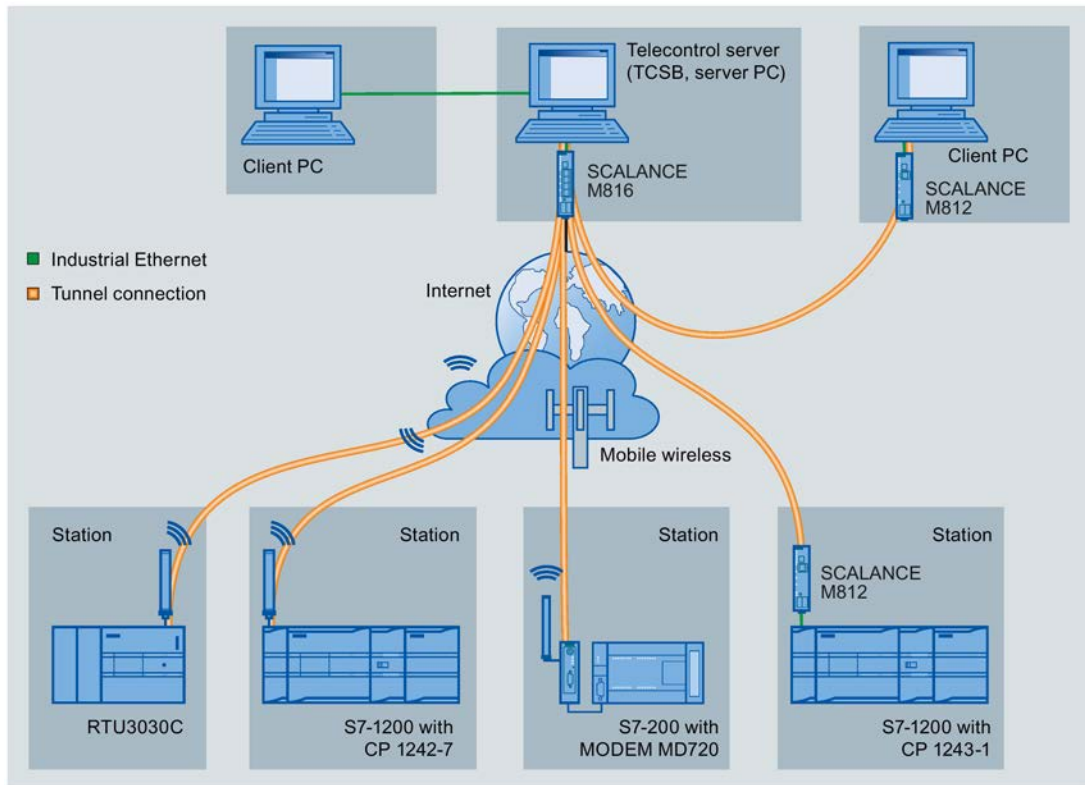 Telecontrol server
(TCSB, server PC)
Client PC
SCALANCE
M816
Client PC
SCALANCE
M812
Industrial Ethernet
Tunnel connection
Internet
Mobile wireless
Station
Station
Station
Station
SCALANCE
M812
RTU3030C
S7-1200 with
CP 1242-7
S7-200 with
MODEM MD720
S7-1200 with
CP 1243-1